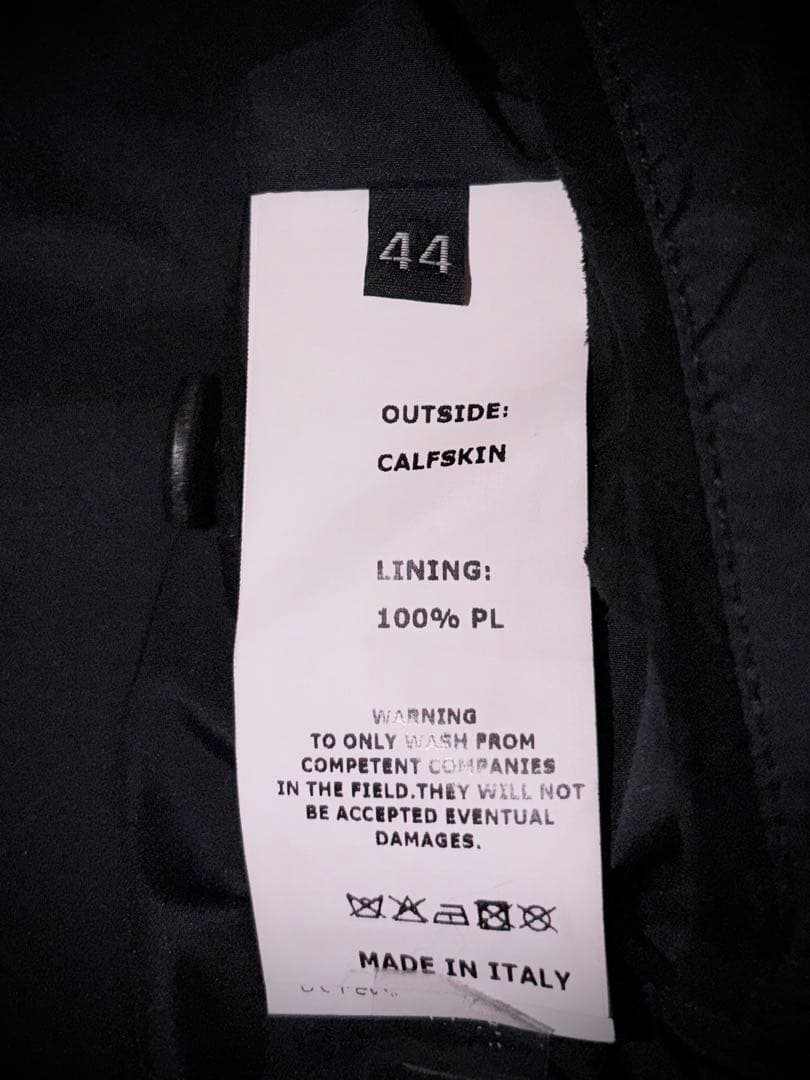 44
OUTSIDE:
CALFSKIN
LINING:
100% PL
WARNING
TO ONLY WASH PROM
COMPETENT COMPANIES
IN THE FIELD.THEY WILL NOT
BE ACCEPTED EVENTUAL
DAMAGES.
MADE IN ITALY